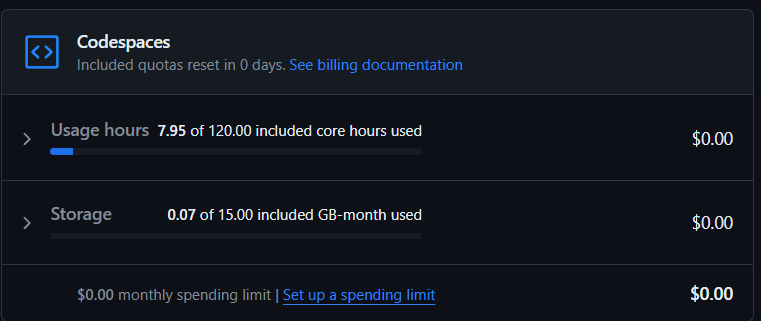 Codespaces
Included quotas reset in 0 days. See billing documentation
Usage hours 7.95 of 120.00 included core hours used $0.00
Storage 0.07 of 15.00 included GB-month used $0.00
$0.00 monthly spending limit | Set up a spending limit $0.00